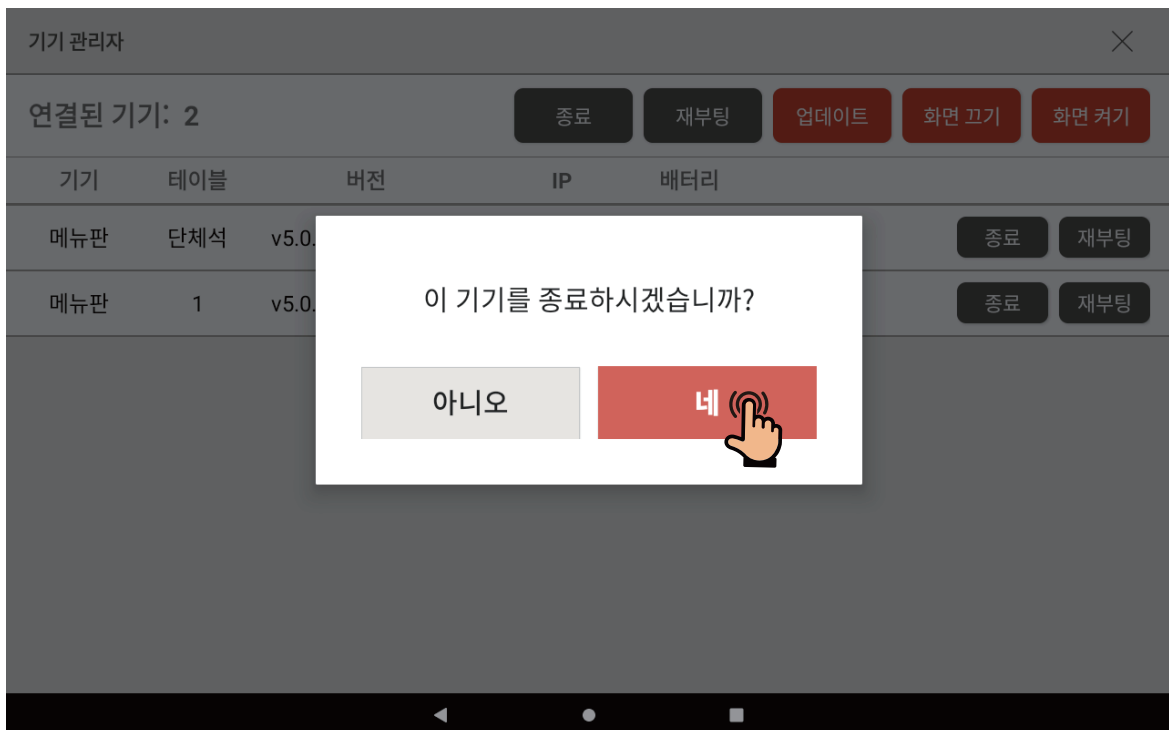 기기 관리자
연결된 기기: 2 종료 재부팅 업데이트 화면 끄기 화면 켜기
기기 테이블 버전 IP 배터리
메뉴판 단체석 v5.0. 종료 재부팅
메뉴판 1 v5.0. 종료 재부팅
이 기기를 종료하시겠습니까?
아니오 네